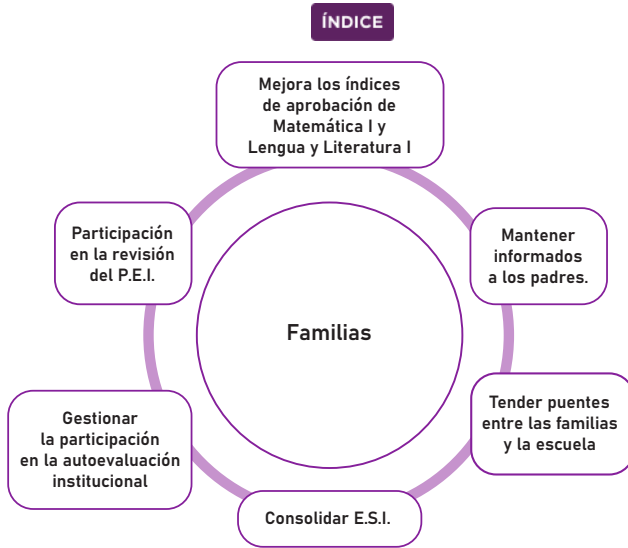 ÍNDICE
Mejora los índices
de aprobación de
Matemática I y
Lengua y Literatura I
Participación
en la revisión
del P.E.I.
Mantener
informados
a los padres.
Familias
Gestionar
la participación
en la autoevaluación
institucional
Tender puentes
entre las familias
y la escuela
Consolidar E.S.I.